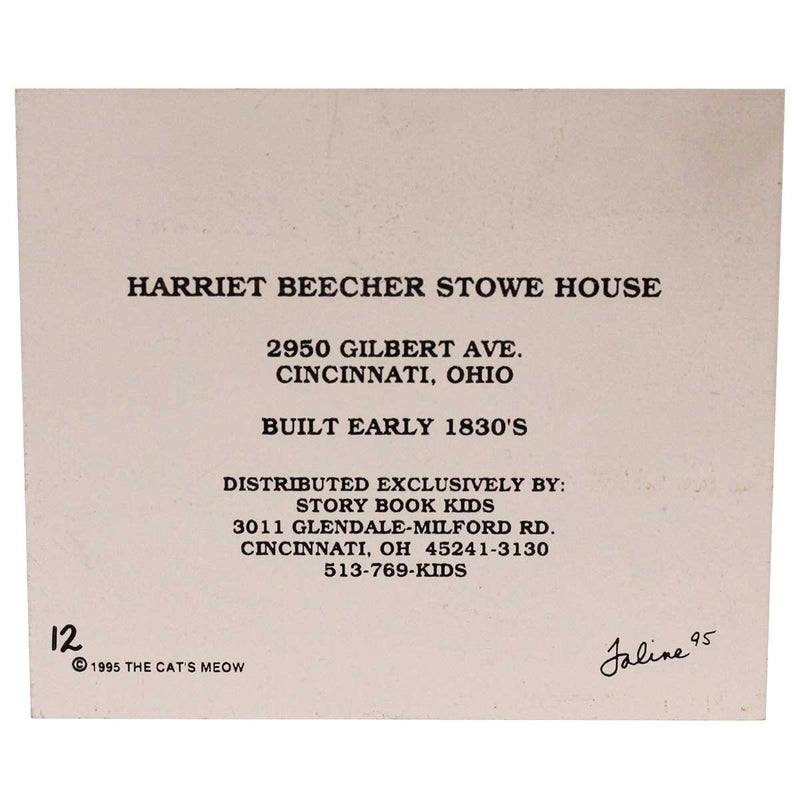 HARRIET BEECHER STOWE HOUSE
2950 GILBERT AVE.
CINCINNATI, OHIO
BUILT EARLY 1830'S
DISTRIBUTED EXCLUSIVELY BY:
STORY BOOK KIDS
3011 GLENDALE-MILFORD RD.
CINCINNATI, OH 45241-3130
513-769-KIDS
12
© 1995 THE CAT'S MEOW
Faline 95